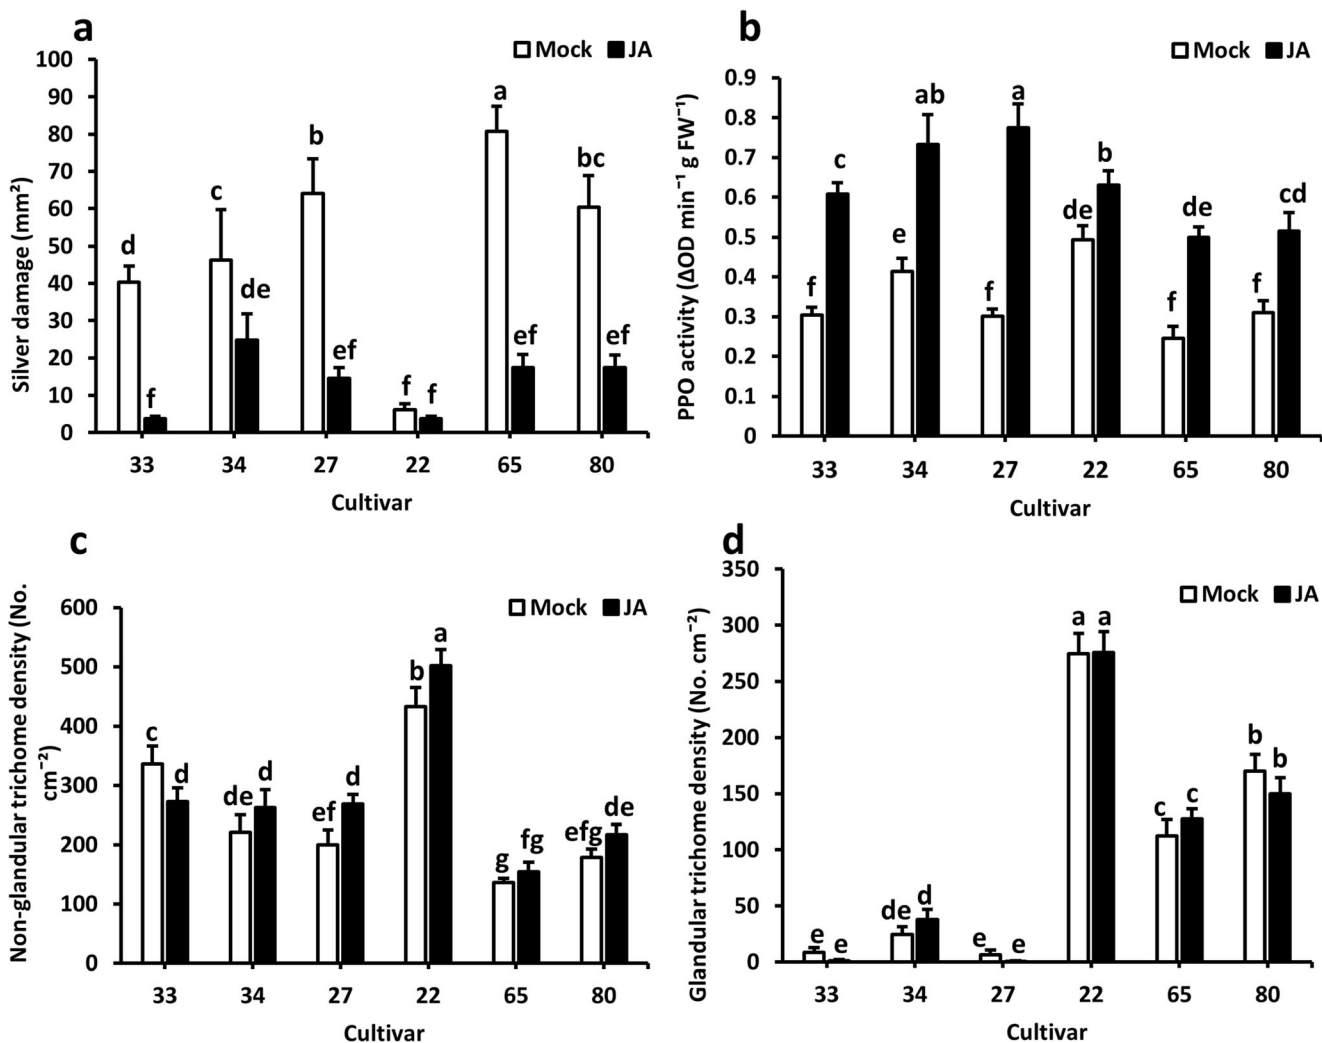 a
Mock JA
Silver damage (mm²)
100
90
80
70
60
50
40
30
20
10
0
d f c de b ef f f a ef bc ef
33 34 27 22 65 80
Cultivar
b
Mock JA
PPO activity (ΔOD min⁻¹ g FW⁻¹)
0.9
0.8
0.7
0.6
0.5
0.4
0.3
0.2
0.1
0
f c e ab f a de b f de f cd
33 34 27 22 65 80
Cultivar
c
Mock JA
Non-glandular trichome density (No.
cm⁻²)
600
500
400
300
200
100
0
c d de d ef d b a g fg efg de
33 34 27 22 65 80
Cultivar
d
Mock JA
Glandular trichome density (No. cm⁻²)
350
300
250
200
150
100
50
0
e e de d e e a a c c b b
33 34 27 22 65 80
Cultivar